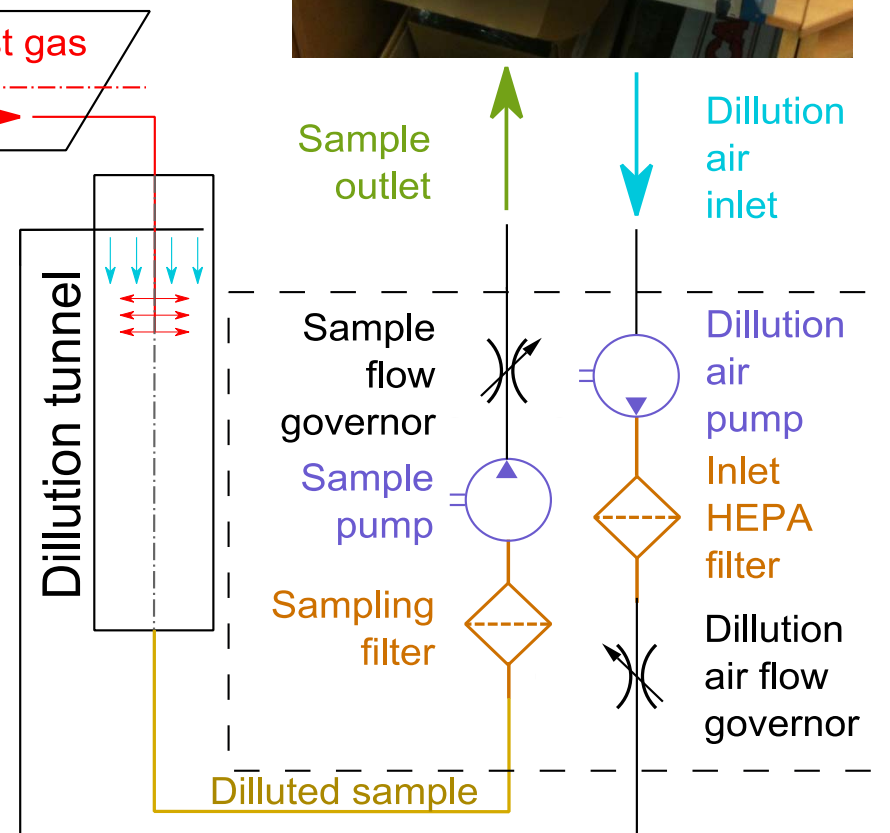 st gas
Sample
outlet
Dillution
air
inlet
Dillution tunnel
Sample
flow
governor
Dillution
air
pump
Sample
pump
Inlet
HEPA
filter
Sampling
filter
Dillution
air flow
governor
Dilluted sample